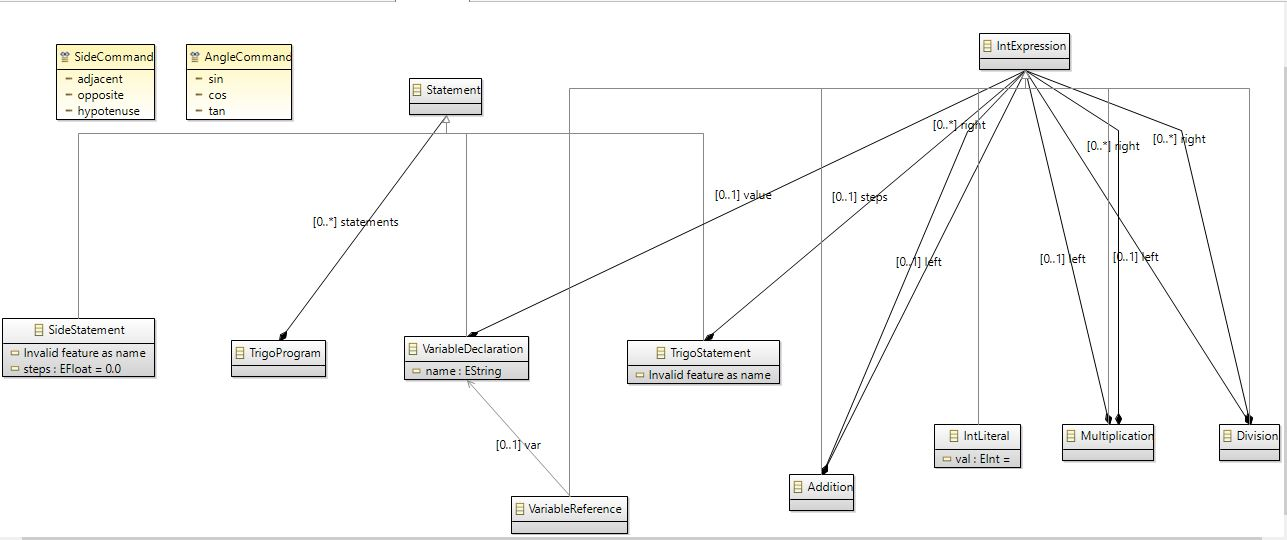 IntExpression
SideCommand
adjacent
opposite
hypotenuse
AngleCommand
sin
cos
tan
Statement
[0..*] right
[0..*] right
[0..*] right
[0..1] value
[0..1] steps
[0..*] statements
[0..1] left
[0..1] left
[0..1] left
SideStatement
Invalid feature as name
steps : EFloat = 0.0
TrigoProgram
VariableDeclaration
name : EString
TrigoStatement
Invalid feature as name
IntLiteral
val : EInt =
Multiplication
Division
[0..1] var
Addition
VariableReference